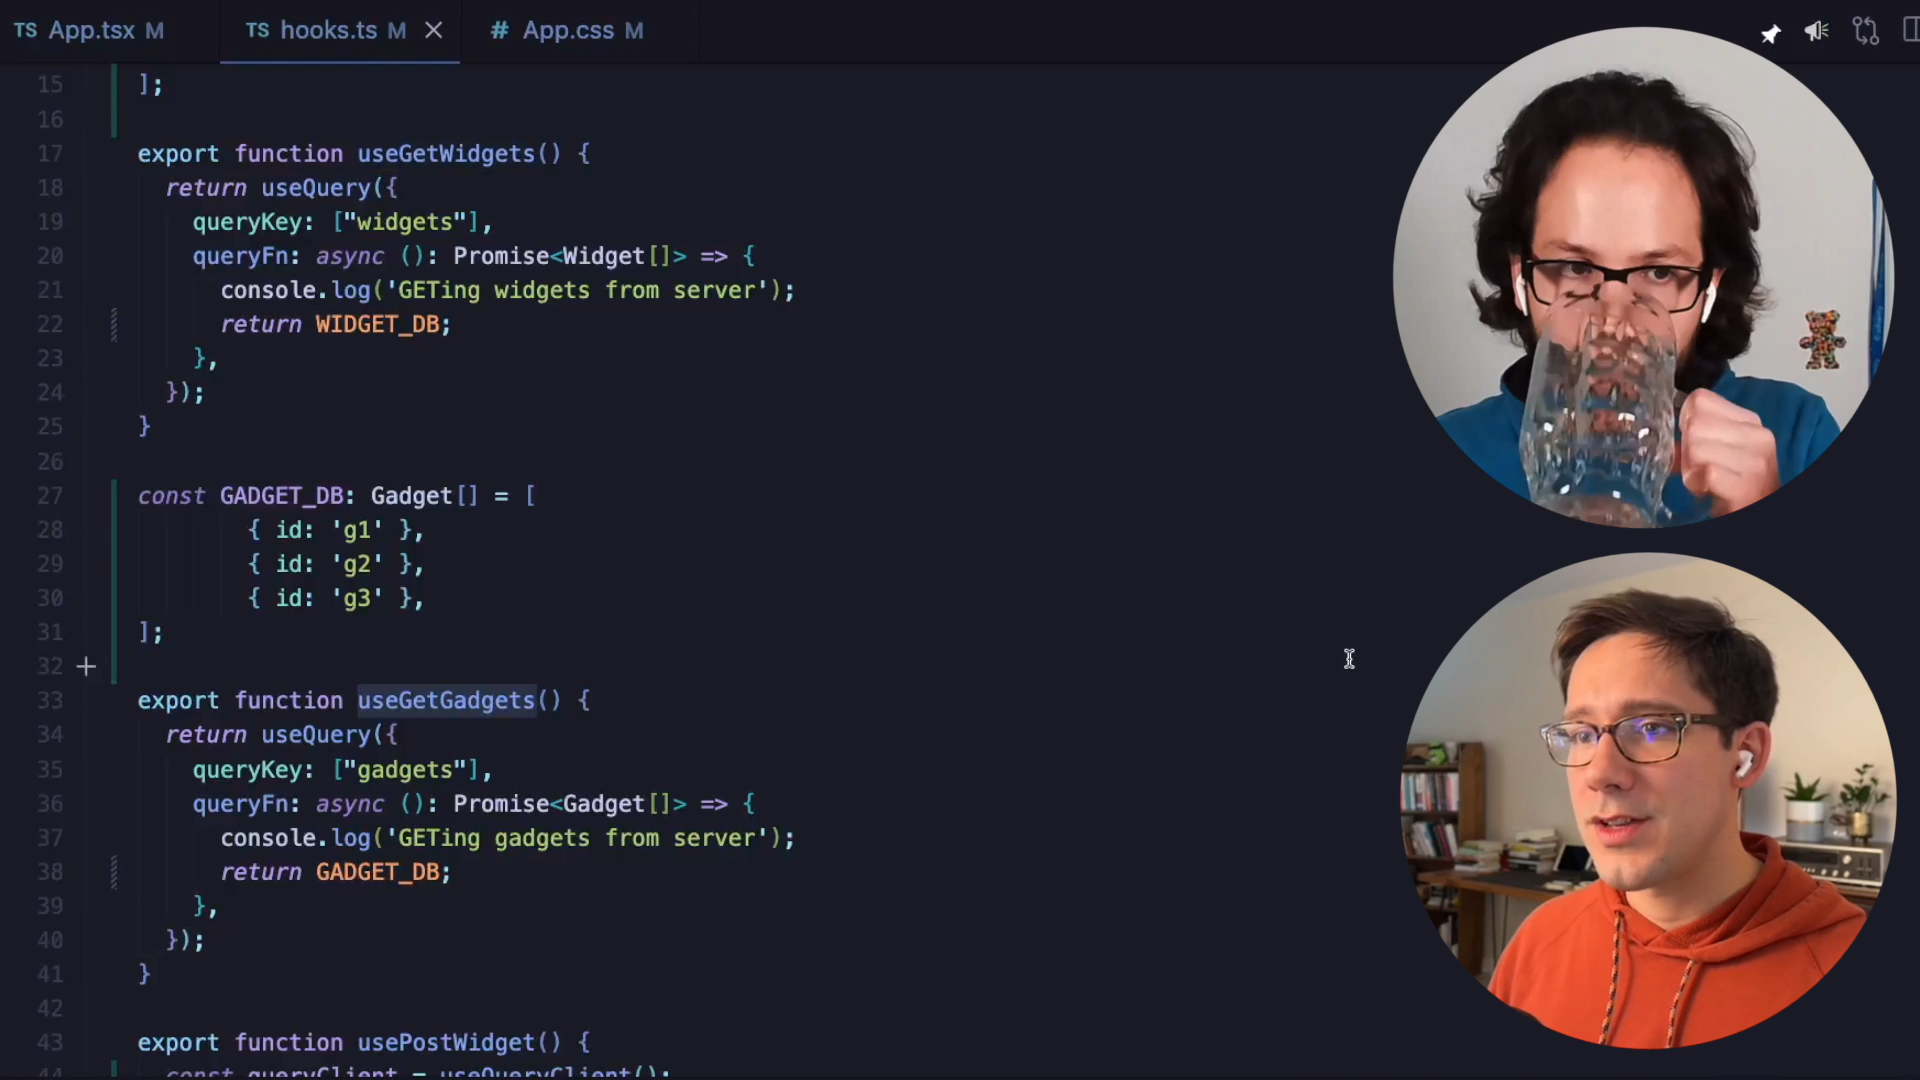 TS App.tsx M TS hooks.ts M # App.css M
15 ];
16
17 export function useGetWidgets() {
18 return useQuery({
19 queryKey: ["widgets"],
20 queryFn: async (): Promise<Widget[]> => {
21 console.log('GETing widgets from server');
22 return WIDGET_DB;
23 },
24 });
25 }
26
27 const GADGET_DB: Gadget[] = [
28 { id: 'g1' },
29 { id: 'g2' },
30 { id: 'g3' },
31 ];
32
33 export function useGetGadgets() {
34 return useQuery({
35 queryKey: ["gadgets"],
36 queryFn: async (): Promise<Gadget[]> => {
37 console.log('GETing gadgets from server');
38 return GADGET_DB;
39 },
40 });
41 }
42
43 export function usePostWidget() {
44 const queryClient = useQueryClient();